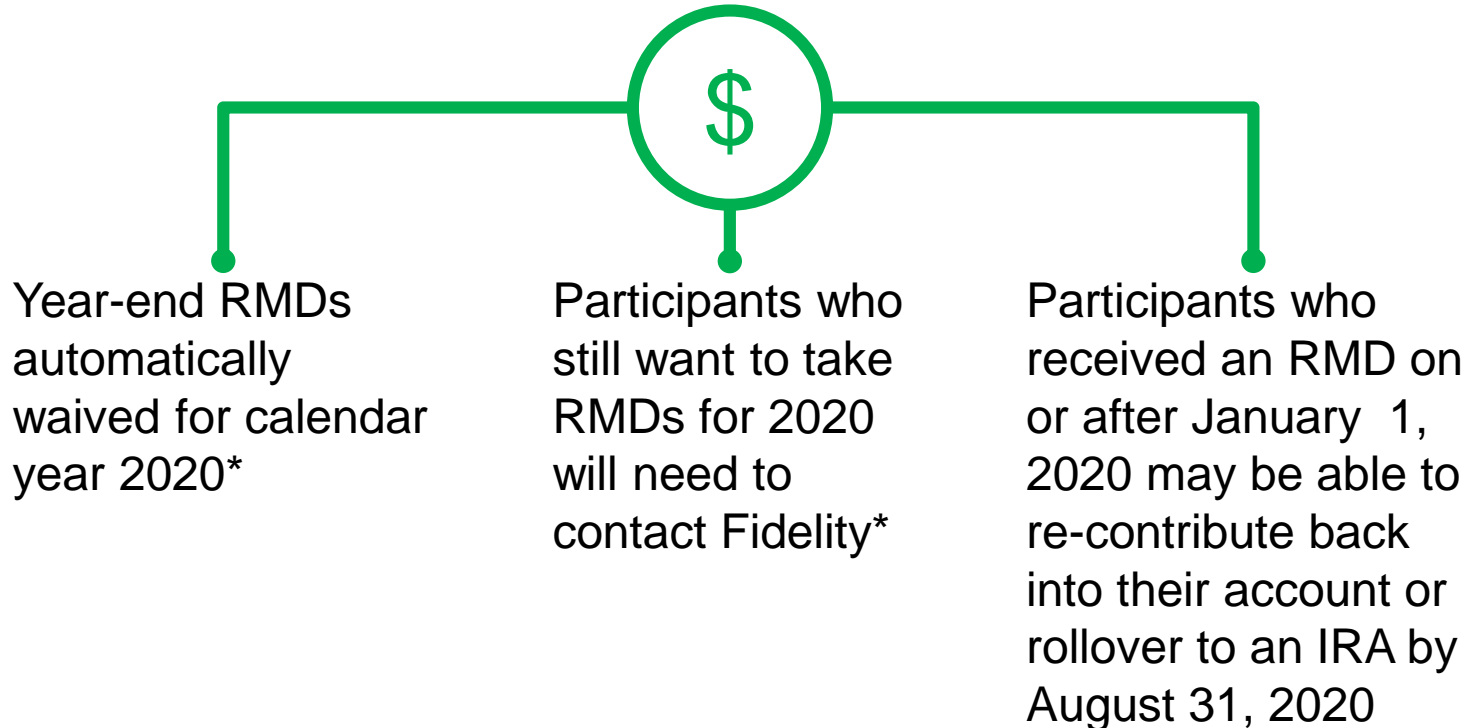 $
Year-end RMDs
automatically
waived for calendar
year 2020*
Participants who
still want to take
RMDs for 2020
will need to
contact Fidelity*
Participants who
received an RMD on
or after January  1,
2020 may be able to
re-contribute back
into their account or
rollover to an IRA by
August 31, 2020